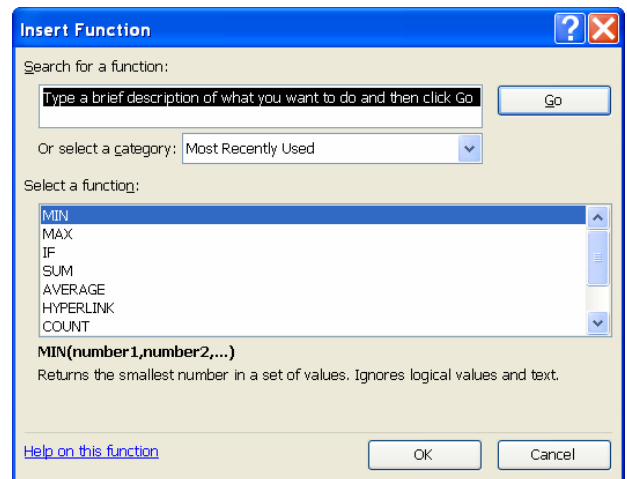 Insert Function
Search for a function:
Type a brief description of what you want to do and then click Go
Go
Or select a category: Most Recently Used
Select a function:
MIN
MAX
IF
SUM
AVERAGE
HYPERLINK
COUNT
MIN(number1,number2,...)
Returns the smallest number in a set of values. Ignores logical values and text.
Help on this function
OK
Cancel